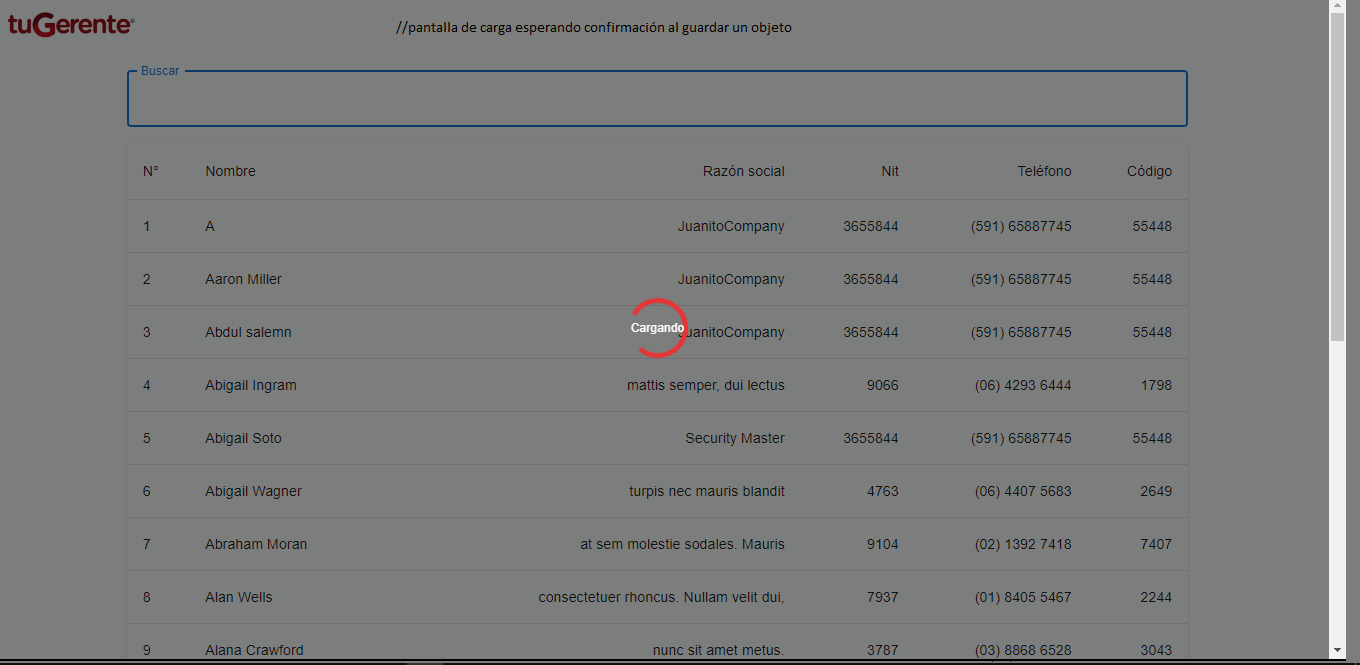 tuGerente®
//pantalla de carga esperando confirmación al guardar un objeto
Buscar
N° Nombre Razón social Nit Teléfono Código
1 A JuanitoCompany 3655844 (591) 65887745 55448
2 Aaron Miller JuanitoCompany 3655844 (591) 65887745 55448
3 Abdul salemn JuanitoCompany 3655844 (591) 65887745 55448
Cargando
4 Abigail Ingram mattis semper, dui lectus 9066 (06) 4293 6444 1798
5 Abigail Soto Security Master 3655844 (591) 65887745 55448
6 Abigail Wagner turpis nec mauris blandit 4763 (06) 4407 5683 2649
7 Abraham Moran at sem molestie sodales. Mauris 9104 (02) 1392 7418 7407
8 Alan Wells consectetuer rhoncus. Nullam velit dui, 7937 (01) 8405 5467 2244
9 Alana Crawford nunc sit amet metus. 3787 (03) 8868 6528 3043